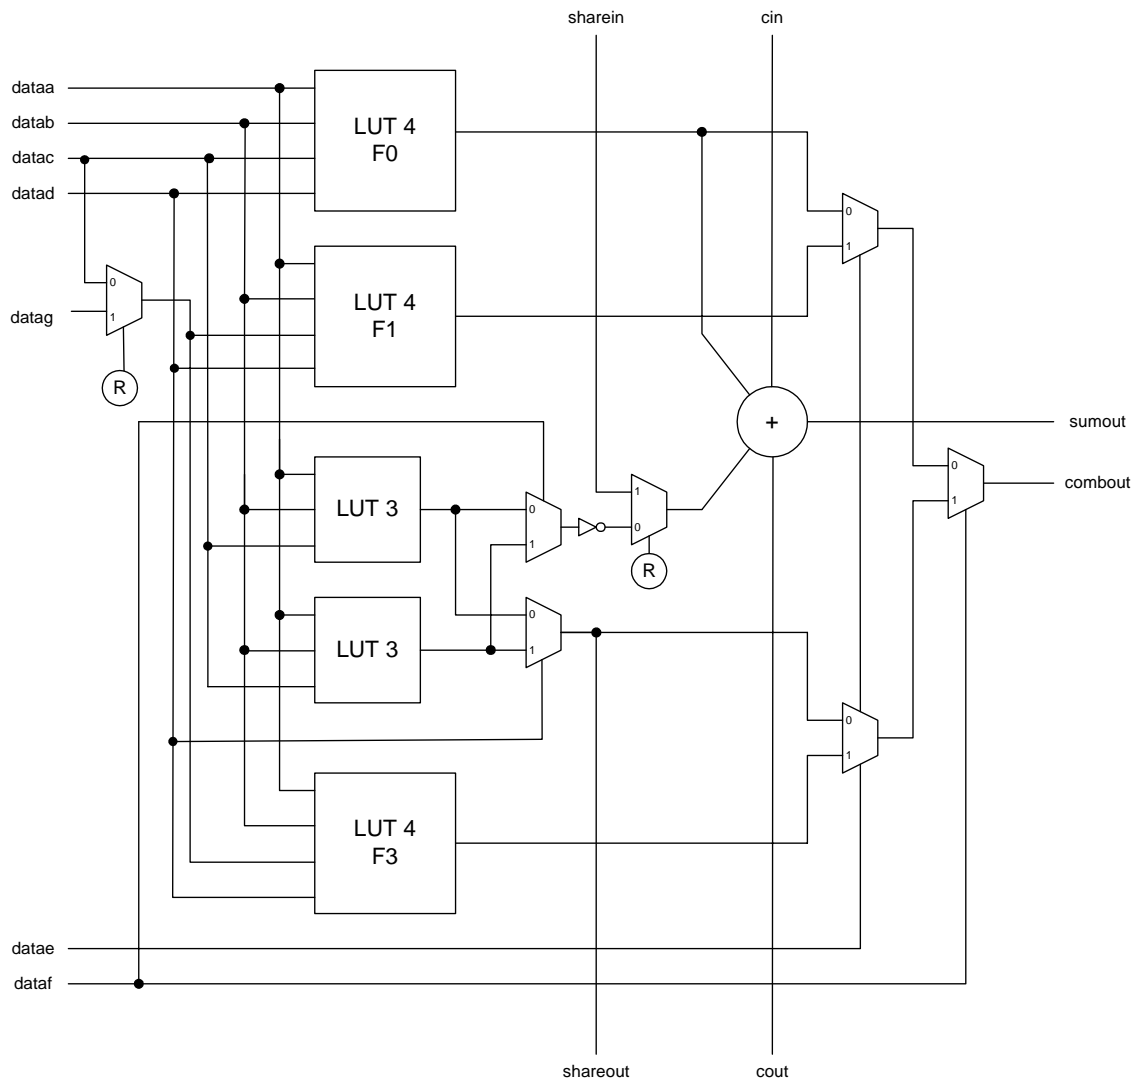 sharein
cin
dataa
datab
datac
datad
LUT 4
F0
0
1
0
1
datag
R
LUT 4
F1
+
sumout
0
1
combout
LUT 3
0
1
1
0
R
LUT 3
0
1
0
1
LUT 4
F3
datae
dataf
shareout
cout